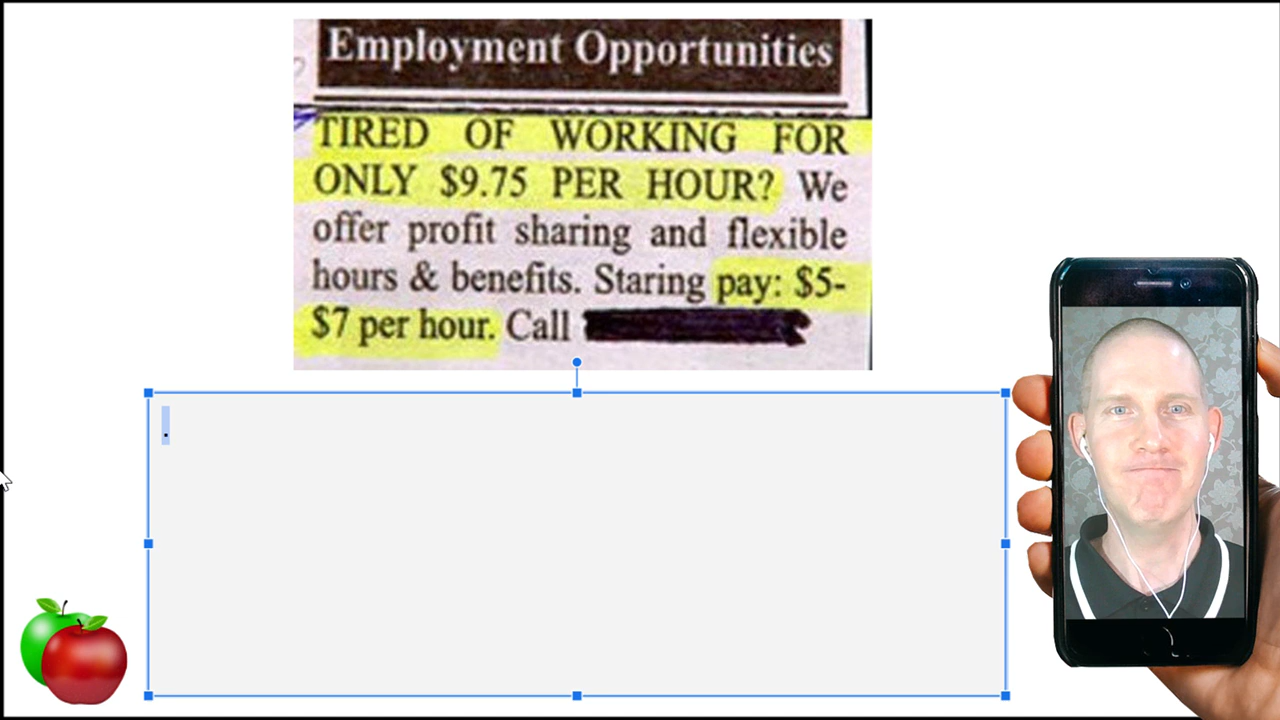 Employment Opportunities
TIRED OF WORKING FOR
ONLY $9.75 PER HOUR? We
offer profit sharing and flexible
hours & benefits. Staring pay: $5-
$7 per hour. Call
.